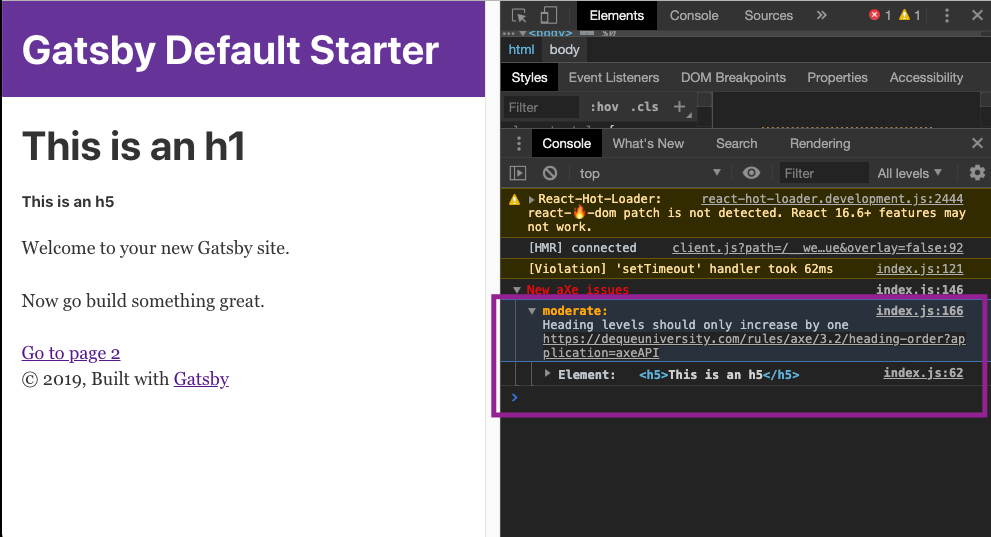 Gatsby Default Starter
This is an h1
This is an h5
Welcome to your new Gatsby site.
Now go build something great.
Go to page 2
© 2019, Built with Gatsby
Elements Console Sources » 1 1
<body> == $0
html body
Styles Event Listeners DOM Breakpoints Properties Accessibility
Filter :hov .cls +
Console What's New Search Rendering
top Filter All levels
React-Hot-Loader: react-hot-loader.development.js:2444
react-🔥-dom patch is not detected. React 16.6+ features may
not work.
[HMR] connected client.js?path=/__we…ue&overlay=false:92
[Violation] 'setTimeout' handler took 62ms index.js:121
New aXe issues index.js:146
moderate: index.js:166
Heading levels should only increase by one
https://dequeuniversity.com/rules/axe/3.2/heading-order?ap
plication=axeAPI
Element: <h5>This is an h5</h5> index.js:62